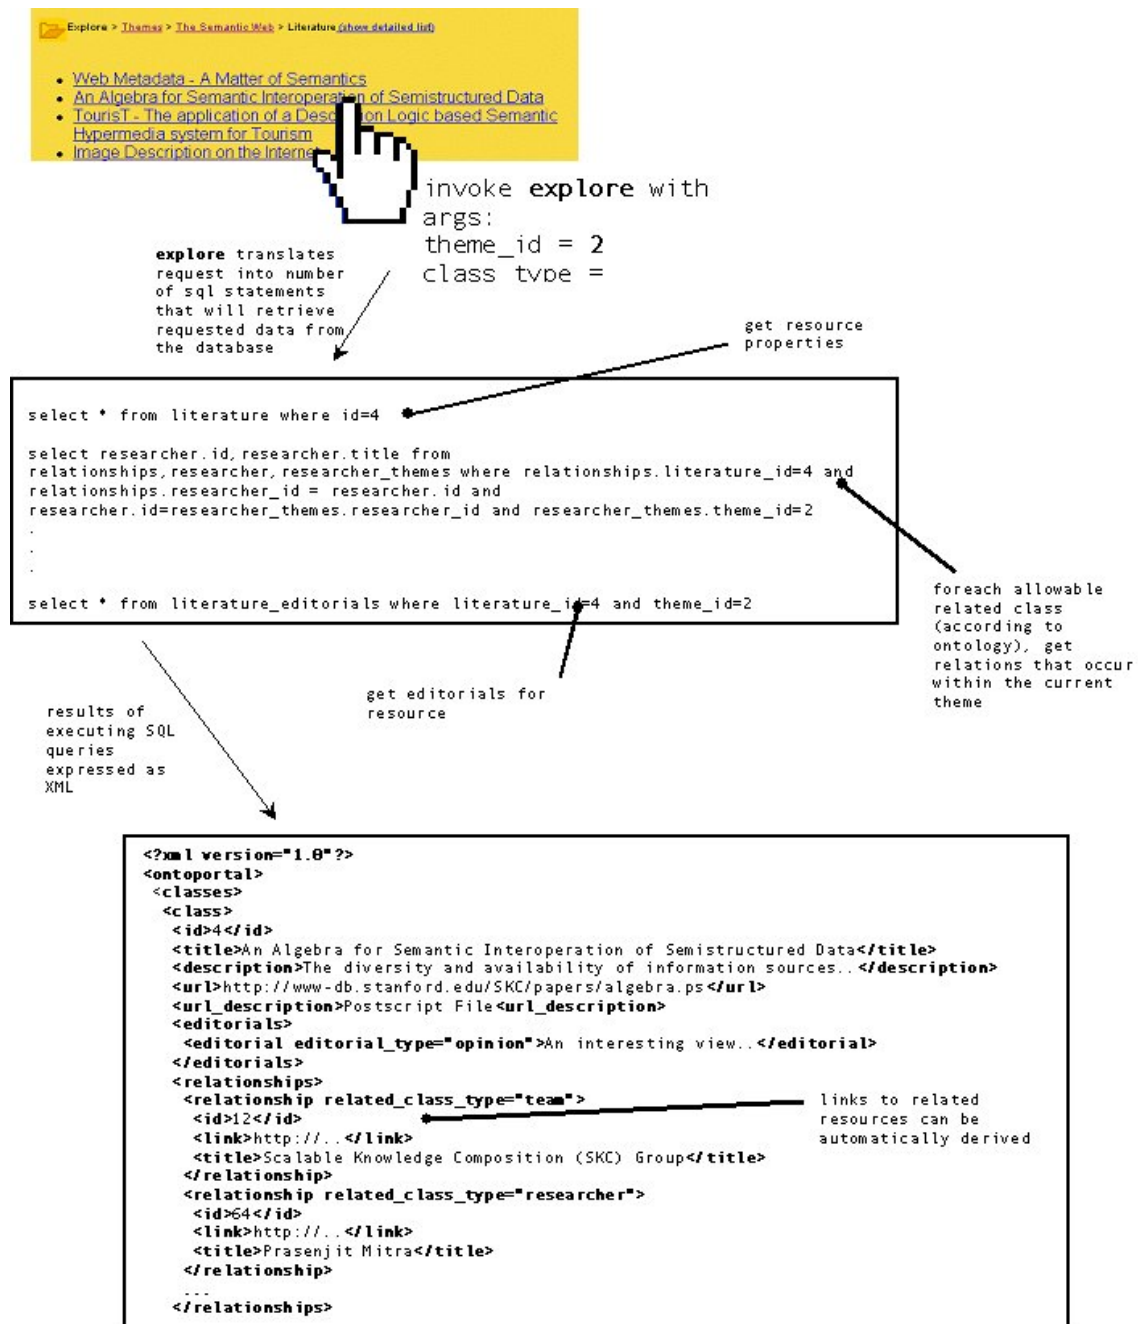 Explore > Themes > The Semantic Web > Literature (show detailed list)
• Web Metadata - A Matter of Semantics
• An Algebra for Semantic Interoperation of Semistructured Data
• TourisT - The application of a Description Logic based Semantic
Hypermedia system for Tourism
• Image Description on the Internet
invoke explore with
args:
theme_id = 2
class type =
explore translates
request into number
of sql statements
that will retrieve
requested data from
the database
get resource
properties
select * from literature where id=4
select researcher.id,researcher.title from
relationships,researcher,researcher_themes where relationships.literature_id=4 and
relationships.researcher_id = researcher.id and
researcher.id=researcher_themes.researcher_id and researcher_themes.theme_id=2
.
.
.
select * from literature_editorials where literature_id=4 and theme_id=2
foreach allowable
related class
(according to
ontology), get
relations that occur
within the current
theme
get editorials for
resource
results of
executing SQL
queries
expressed as
XML
<?xml version="1.0"?>
<ontoportal>
<classes>
<class>
<id>4</id>
<title>An Algebra for Semantic Interoperation of Semistructured Data</title>
<description>The diversity and availability of information sources..</description>
<url>http://www-db.stanford.edu/SKC/papers/algebra.ps</url>
<url_description>Postscript File<url_description>
<editorials>
<editorial editorial_type="opinion">An interesting view..</editorial>
</editorials>
<relationships>
<relationship related_class_type="team">
<id>12</id>
<link>http://..</link>
<title>Scalable Knowledge Composition (SKC) Group</title>
</relationship>
<relationship related_class_type="researcher">
<id>64</id>
<link>http://..</link>
<title>Prasenjit Mitra</title>
</relationship>
...
</relationships>
links to related
resources can be
automatically derived